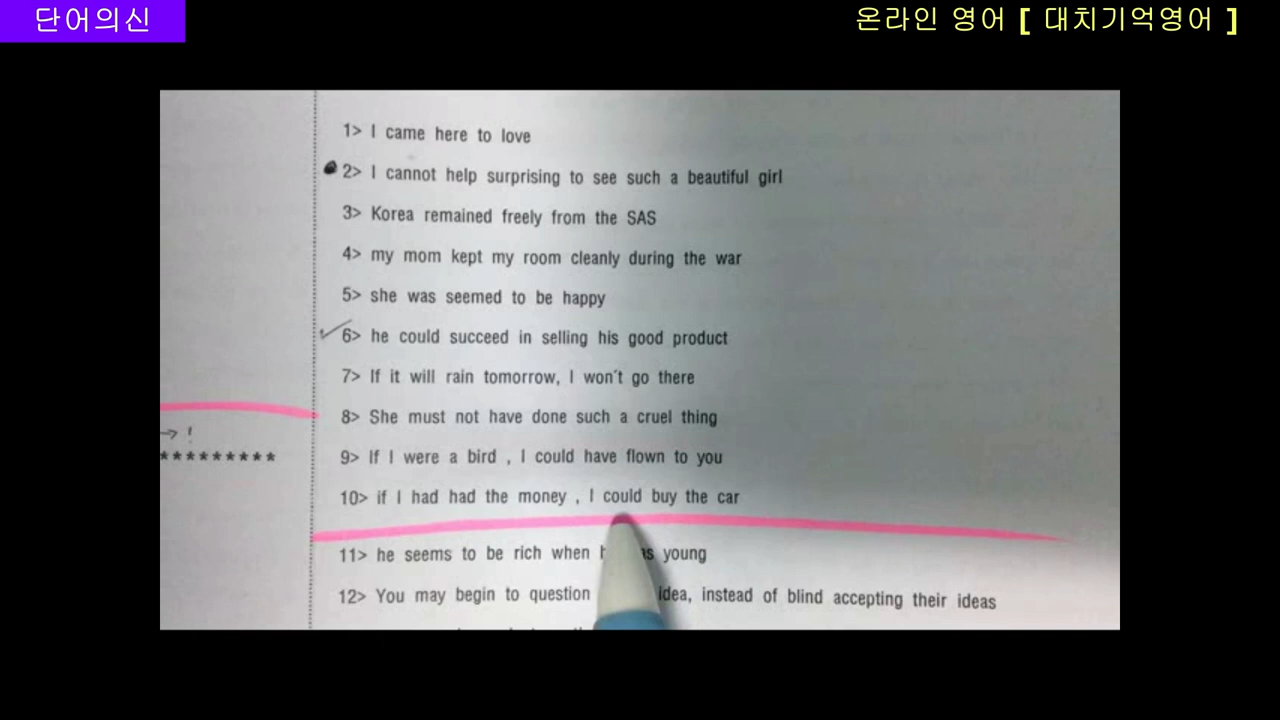 단어의신
온라인 영어 [ 대치기억영어 ]
1> I came here to love
2> I cannot help surprising to see such a beautiful girl
3> Korea remained freely from the SAS
4> my mom kept my room cleanly during the war
5> she was seemed to be happy
6> he could succeed in selling his good product
7> If it will rain tomorrow, I won't go there
8> She must not have done such a cruel thing
→ !
*********
9> If I were a bird , I could have flown to you
10> if I had had the money , I could buy the car
11> he seems to be rich when young
12> You may begin to question idea, instead of blind accepting their ideas